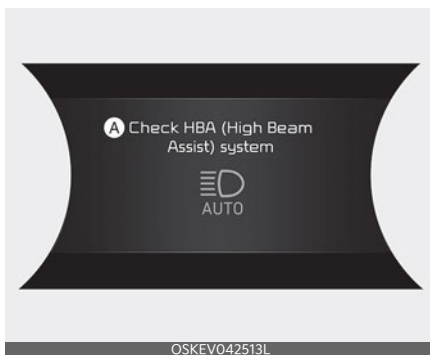 A Check HBA (High Beam
Assist) system
AUTO
OSKEV042513L